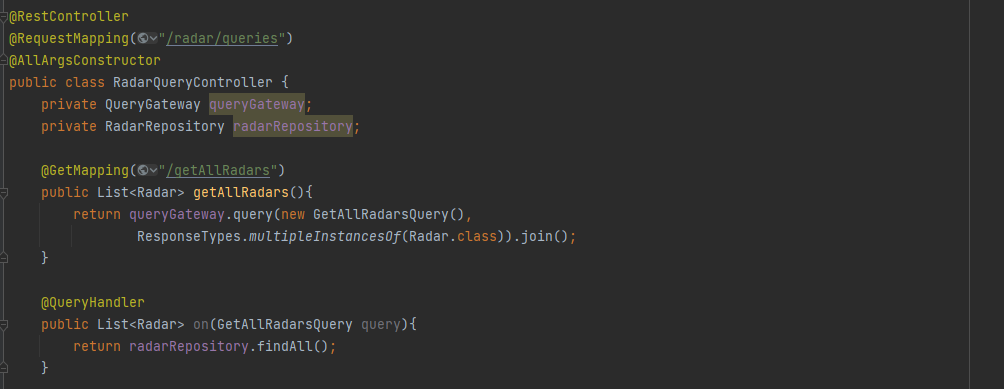 @RestController
@RequestMapping("/radar/queries")
@AllArgsConstructor
public class RadarQueryController {
    private QueryGateway queryGateway;
    private RadarRepository radarRepository;

    @GetMapping("/getAllRadars")
    public List<Radar> getAllRadars(){
        return queryGateway.query(new GetAllRadarsQuery(),
                ResponseTypes.multipleInstancesOf(Radar.class)).join();
    }

    @QueryHandler
    public List<Radar> on(GetAllRadarsQuery query){
        return radarRepository.findAll();
    }